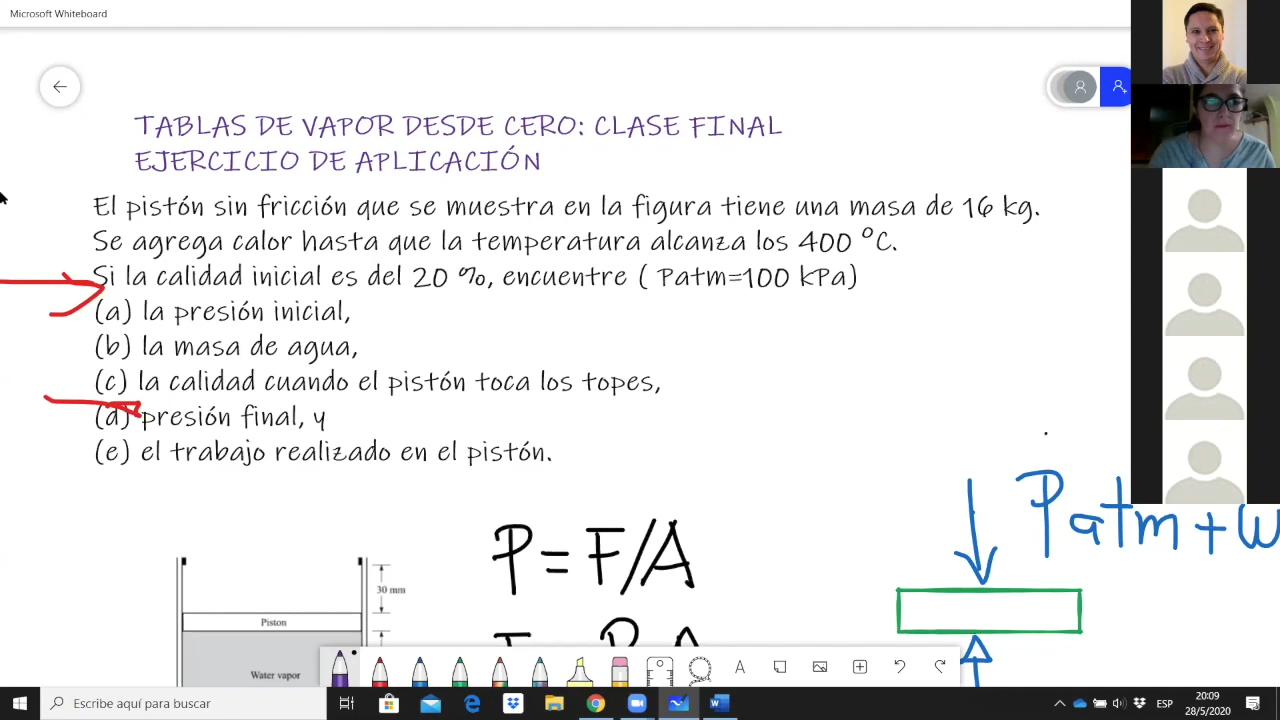 Microsoft Whiteboard
TABLAS DE VAPOR DESDE CERO: CLASE FINAL
EJERCICIO DE APLICACIÓN
El pistón sin fricción que se muestra en la figura tiene una masa de 16 kg.
Se agrega calor hasta que la temperatura alcanza los 400 °C.
Si la calidad inicial es del 20 %, encuentre ( Patm=100 kPa)
(a) la presión inicial,
(b) la masa de agua,
(c) la calidad cuando el pistón toca los topes,
(d) presión final, y
(e) el trabajo realizado en el pistón.
P = F/A
Patm + W
30 mm
Piston
Water vapor
A
Escribe aquí para buscar
ESP
20:09
28/5/2020